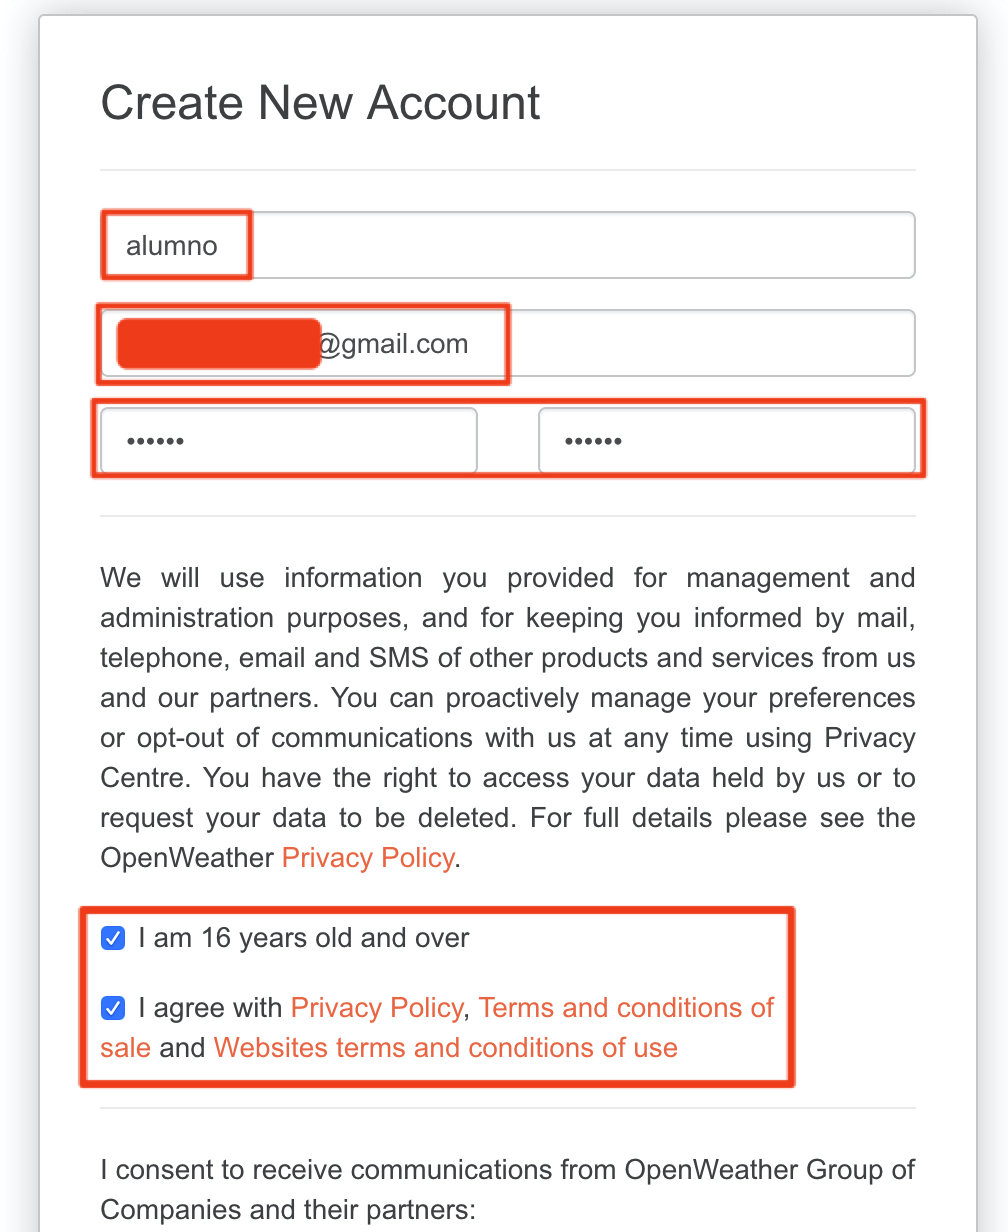 Create New Account
alumno
@gmail.com
•••••• ••••••
We will use information you provided for management and
administration purposes, and for keeping you informed by mail,
telephone, email and SMS of other products and services from us
and our partners. You can proactively manage your preferences
or opt-out of communications with us at any time using Privacy
Centre. You have the right to access your data held by us or to
request your data to be deleted. For full details please see the
OpenWeather Privacy Policy.
I am 16 years old and over
I agree with Privacy Policy, Terms and conditions of
sale and Websites terms and conditions of use
I consent to receive communications from OpenWeather Group of
Companies and their partners: